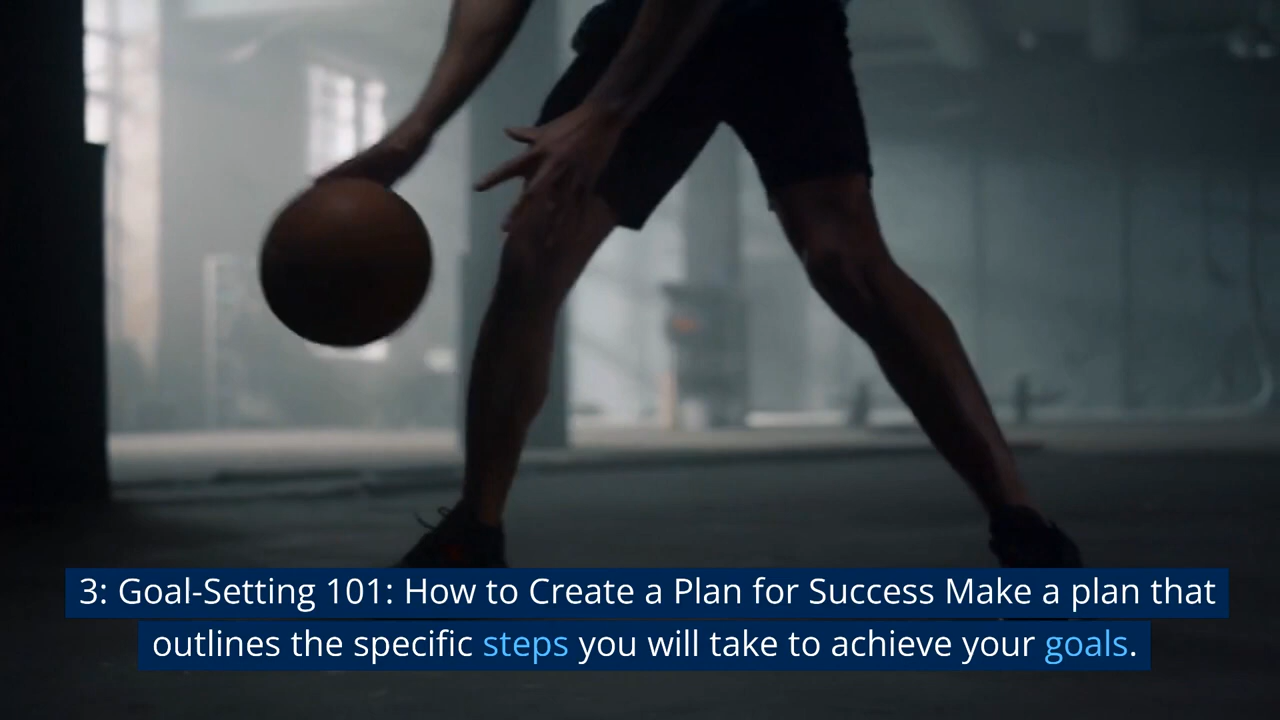 3: Goal-Setting 101: How to Create a Plan for Success Make a plan that
outlines the specific steps you will take to achieve your goals.